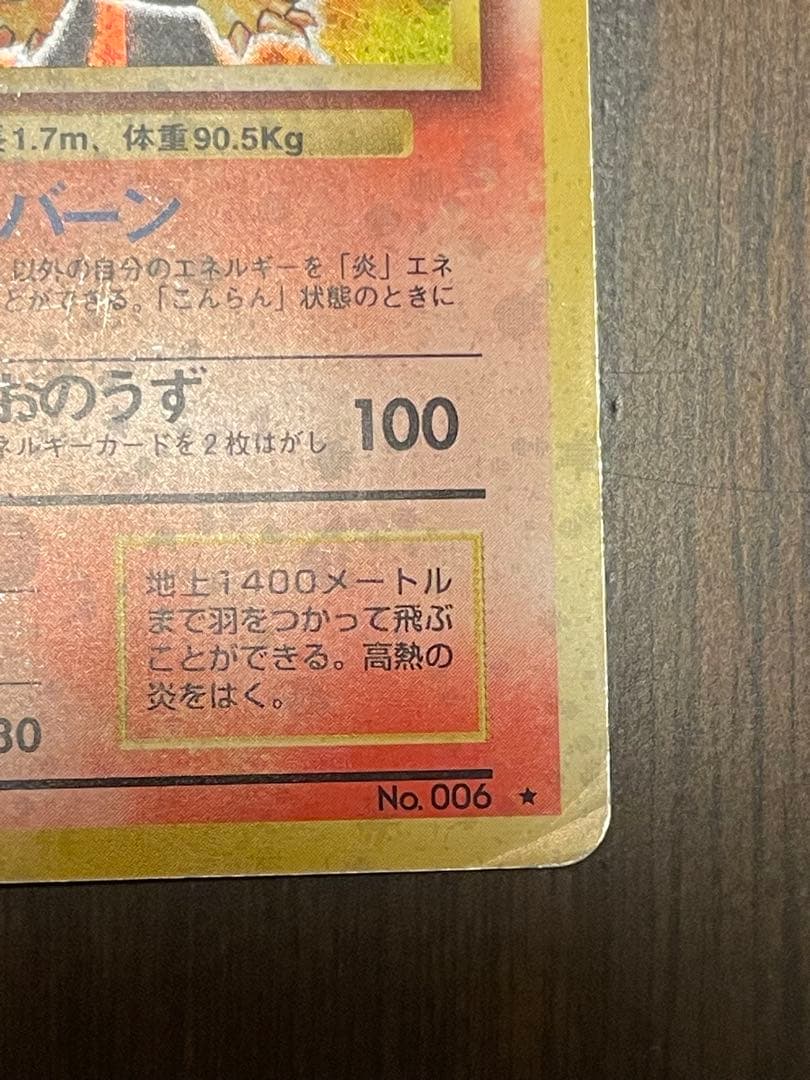 長1.7m、体重90.5Kg
バーン
以外の自分のエネルギーを「炎」エネ
とができる。「こんらん」状態のときに
おのうず
100
ネルギーカードを2枚はがし
地上1400メートル
まで羽をつかって飛ぶ
ことができる。高熱の
炎をはく。
80
No. 006 ★